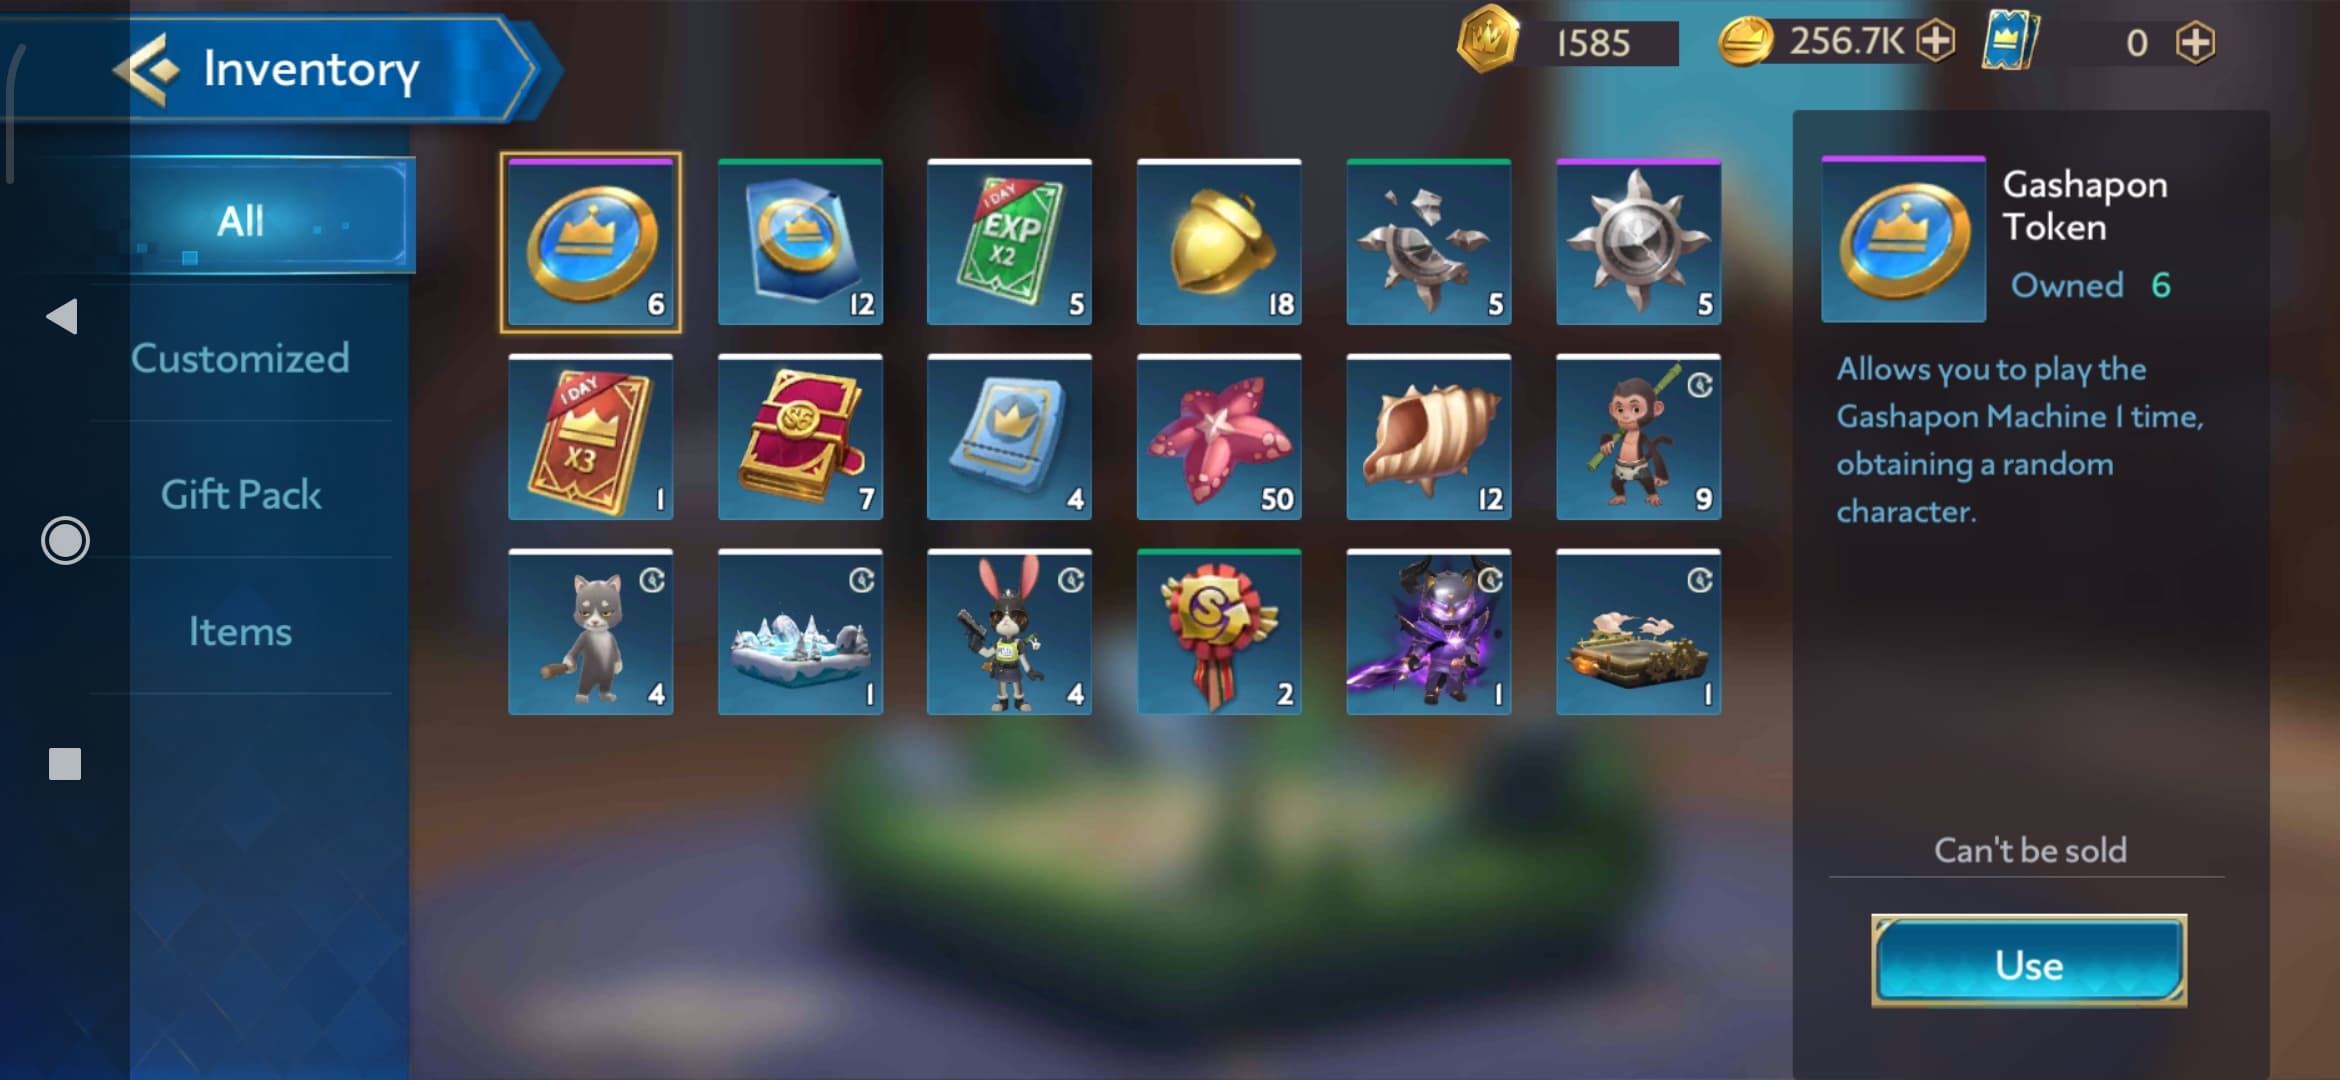 Inventory
1585
256.7K
0
All
Customized
Gift Pack
Items
6
12
1 DAY
EXP
X2
5
18
5
5
1 DAY
X3
1
SG
7
4
50
12
9
4
1
4
S
2
1
1
Gashapon
Token
Owned 6
Allows you to play the
Gashapon Machine 1 time,
obtaining a random
character.
Can't be sold
Use